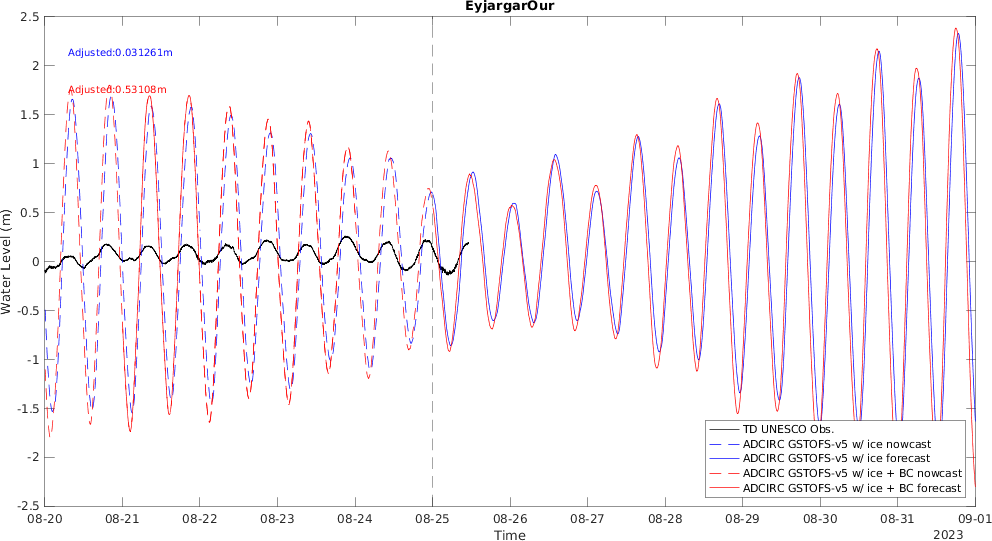 EyjargarOur
Adjusted:0.031261m
Adjusted:0.53108m
Water Level (m)
2.5
2
1.5
1
0.5
0
-0.5
-1
-1.5
-2
-2.5
TD UNESCO Obs.
ADCIRC GSTOFS-v5 w/ ice nowcast
ADCIRC GSTOFS-v5 w/ ice forecast
ADCIRC GSTOFS-v5 w/ ice + BC nowcast
ADCIRC GSTOFS-v5 w/ ice + BC forecast
08-20 08-21 08-22 08-23 08-24 08-25 08-26 08-27 08-28 08-29 08-30 08-31 09-01
Time
2023